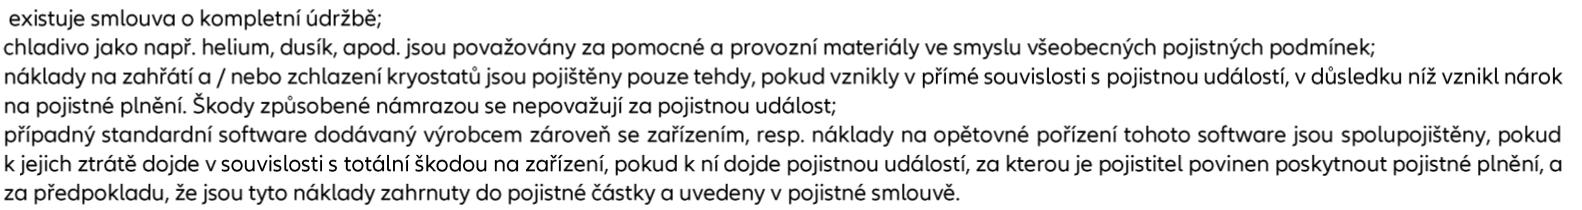 existuje smlouva o kompletní údržbě;
chladivo jako např. helium, dusík, apod. jsou považovány za pomocné a provozní materiály ve smyslu všeobecných pojistných podmínek;
náklady na zahřátí a / nebo zchlazení kryostatů jsou pojištěny pouze tehdy, pokud vznikly v přímé souvislosti s pojistnou událostí, v důsledku níž vznikl nárok
na pojistné plnění. Škody způsobené námrazou se nepovažují za pojistnou událost;
případný standardní software dodávaný výrobcem zároveň se zařízením, resp. náklady na opětovné pořízení tohoto software jsou spolupojištěny, pokud
k jejich ztrátě dojde v souvislosti s totální škodou na zařízení, pokud k ní dojde pojistnou událostí, za kterou je pojistitel povinen poskytnout pojistné plnění, a
za předpokladu, že jsou tyto náklady zahrnuty do pojistné částky a uvedeny v pojistné smlouvě.